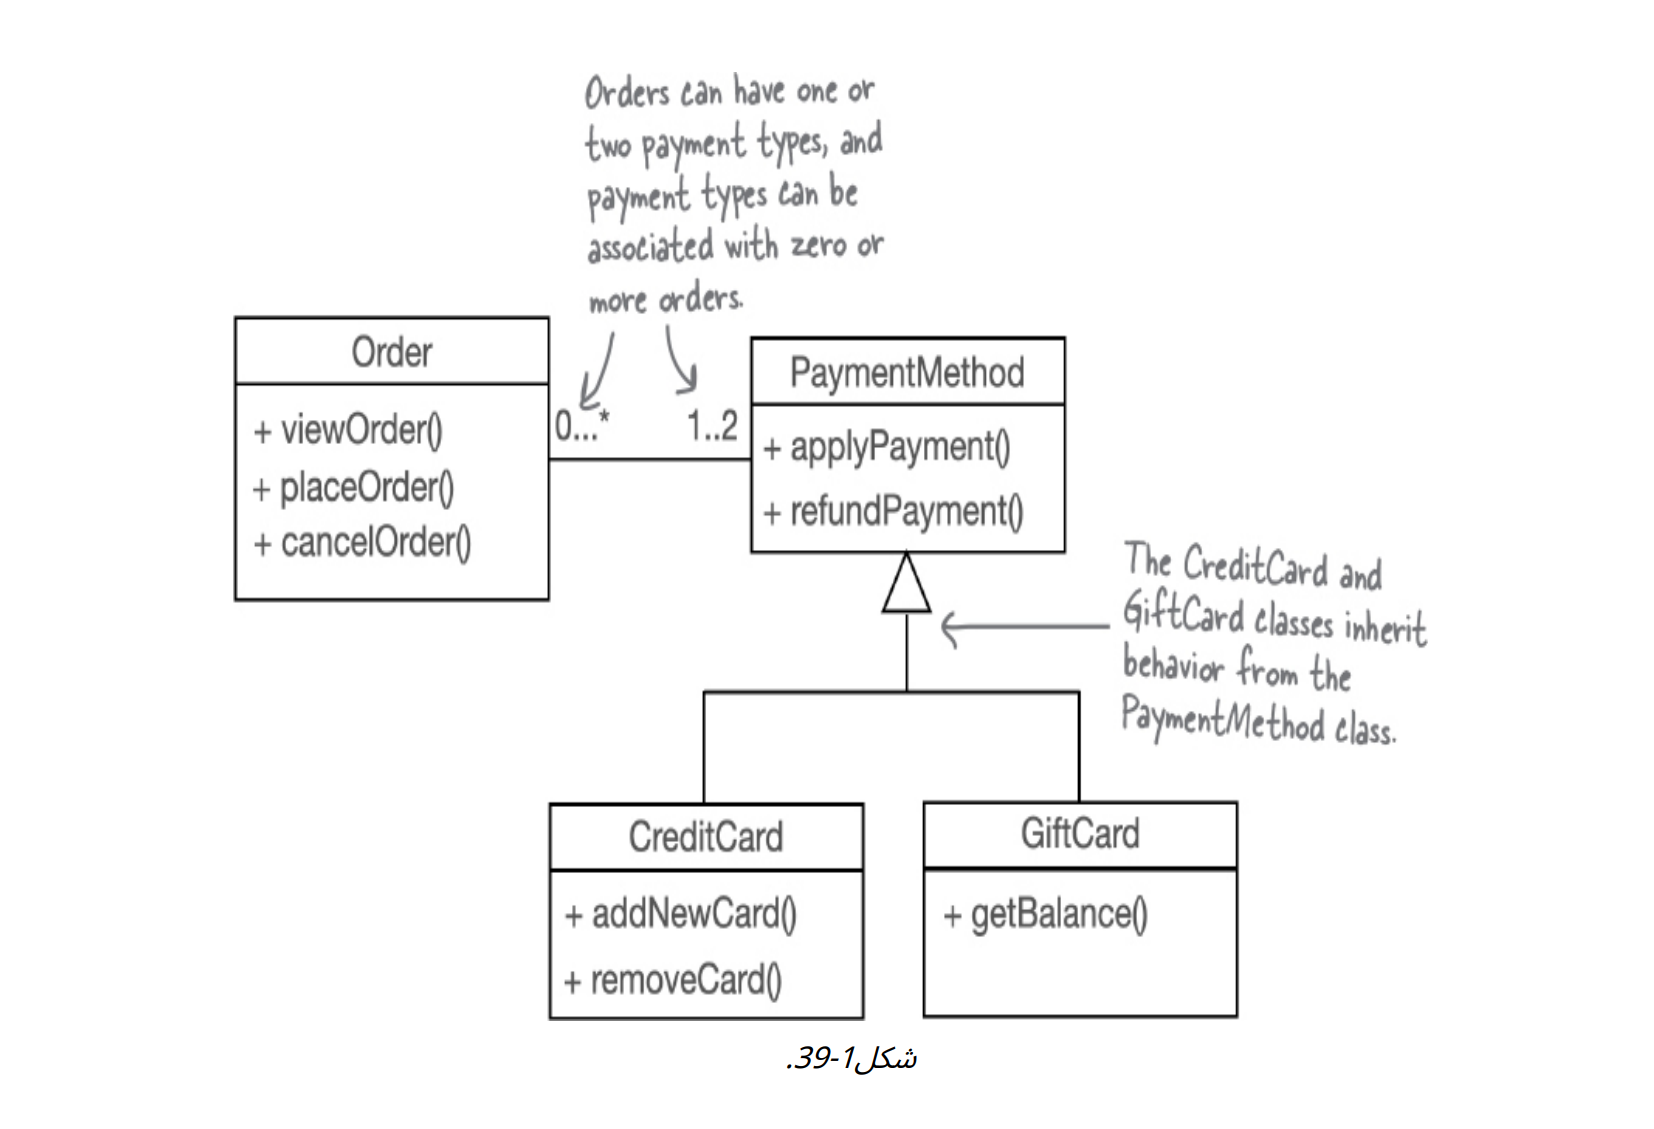 Orders can have one or
two payment types, and
payment types can be
associated with zero or
more orders.
Order
+ viewOrder()
+ placeOrder()
+ cancelOrder()
0...*
1..2
PaymentMethod
+ applyPayment()
+ refundPayment()
The CreditCard and
GiftCard classes inherit
behavior from the
PaymentMethod class.
CreditCard
+ addNewCard()
+ removeCard()
GiftCard
+ getBalance()
شکل1-39.